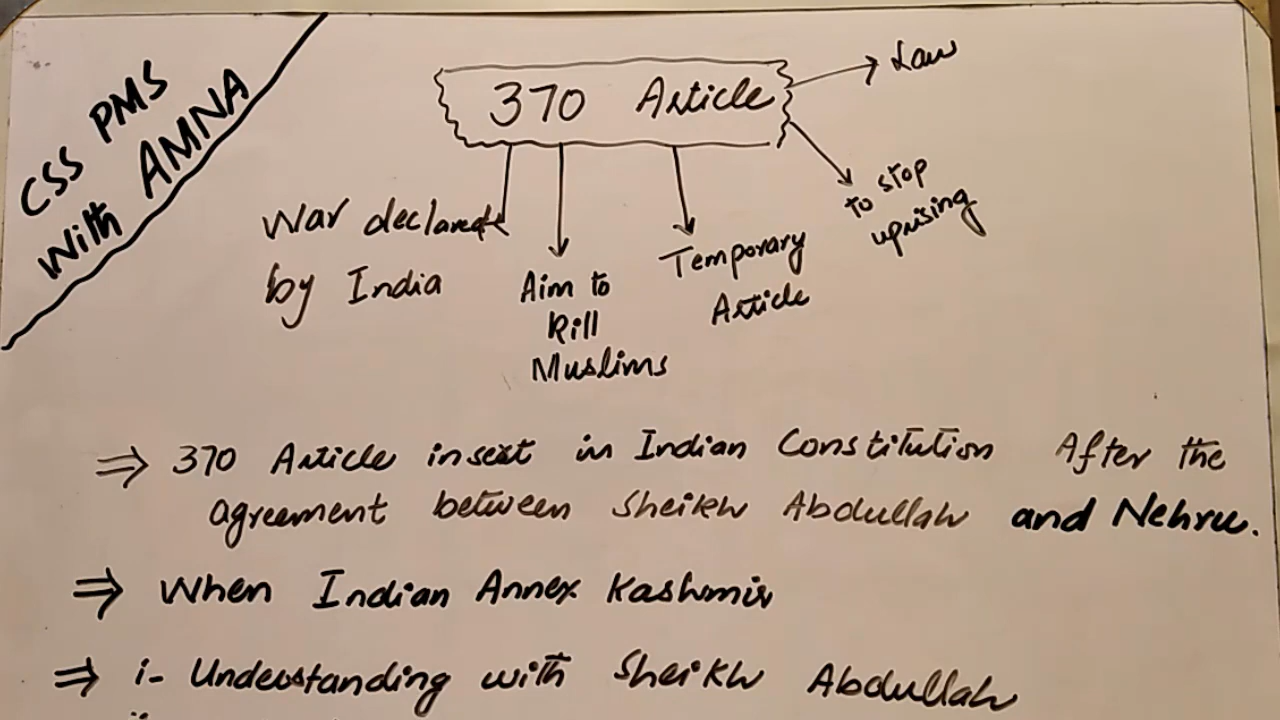 CSS PMS
with AMNA
370 Article
Law
to stop
uprising
War declared
by India
Aim to
Kill
Muslims
Temporary
Article
⇒ 370 Article insert in Indian Constitution After the
agreement between Sheikh Abdullah and Nehru.
⇒ When Indian Annex Kashmir
⇒ i- Understanding with Sheikh Abdullah